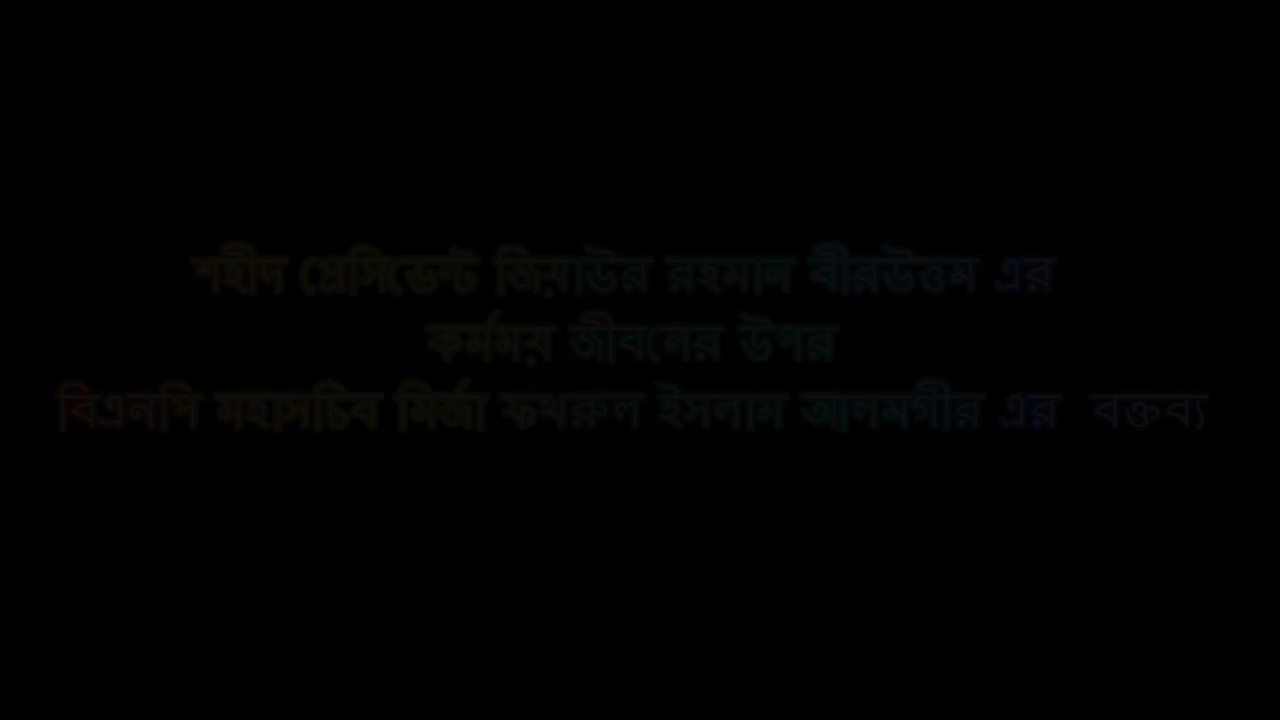 শহীদ প্রেসিডেন্ট জিয়াউর রহমান বীরউত্তম এর
কর্মময় জীবনের উপর
বিএনপি মহাসচিব মির্জা ফখরুল ইসলাম আলমগীর এর বক্তব্য